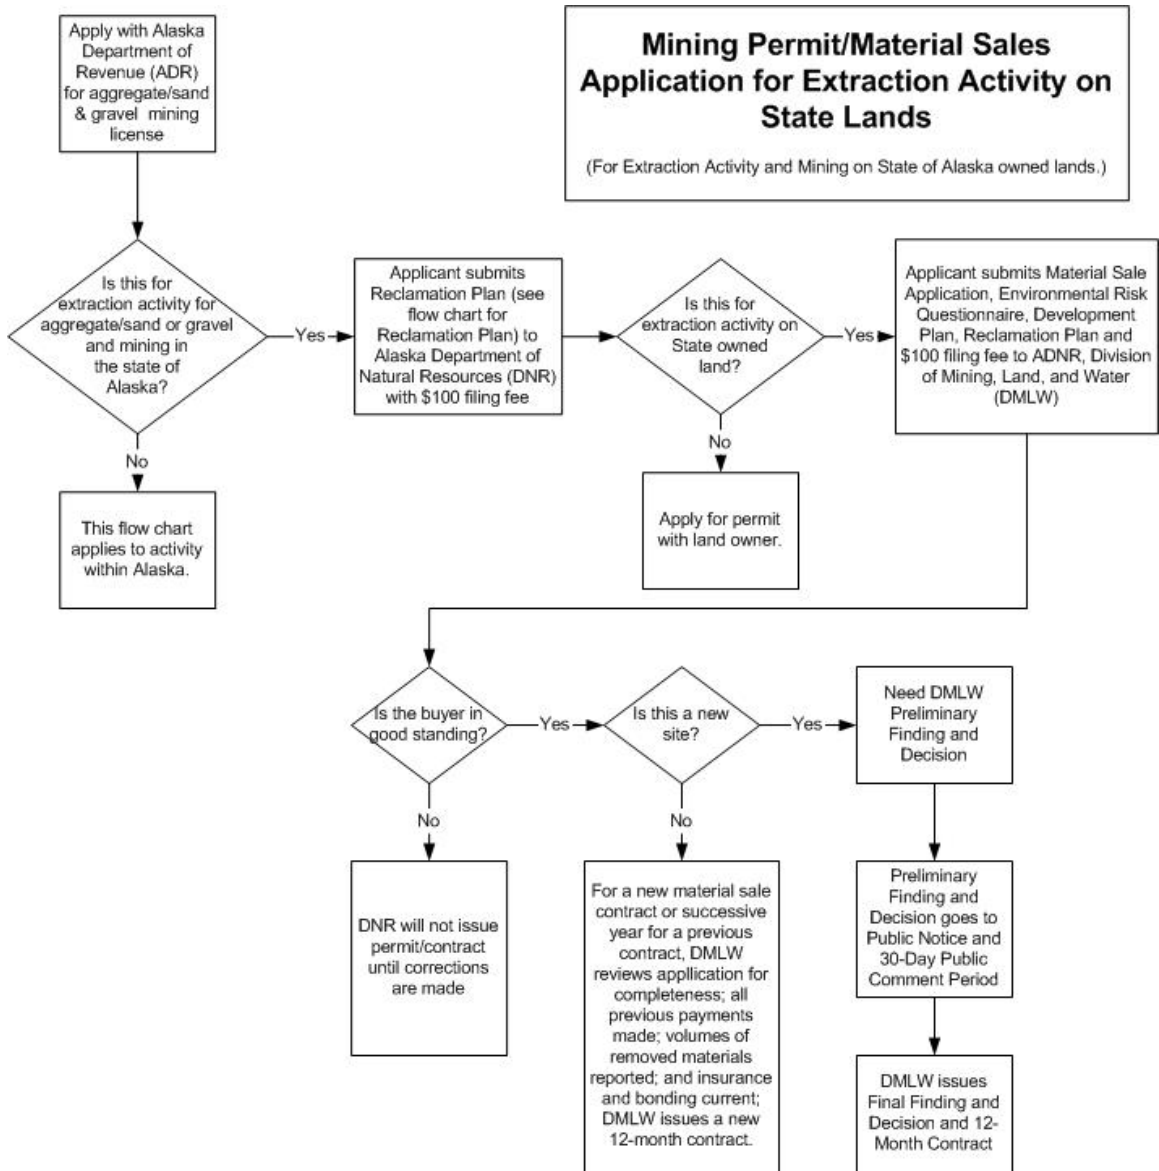 Apply with Alaska
Department of
Revenue (ADR)
for aggregate/sand
& gravel mining
license
Mining Permit/Material Sales
Application for Extraction Activity on
State Lands
(For Extraction Activity and Mining on State of Alaska owned lands.)
Is this for
extraction activity for
aggregate/sand or gravel
and mining in
the state of
Alaska?
Yes
Applicant submits
Reclamation Plan (see
flow chart for
Reclamation Plan) to
Alaska Department of
Natural Resources (DNR)
with $100 filing fee
Is this for
extraction activity on
State owned
land?
Yes
Applicant submits Material Sale
Application, Environmental Risk
Questionnaire, Development
Plan, Reclamation Plan and
$100 filing fee to ADNR, Division
of Mining, Land, and Water
(DMLW)
No
This flow chart
applies to activity
within Alaska.
No
Apply for permit
with land owner.
Is the buyer in
good standing?
Yes
Is this a new
site?
Yes
Need DMLW
Preliminary
Finding and
Decision
No
DNR will not issue
permit/contract
until corrections
are made
No
For a new material sale
contract or successive
year for a previous
contract, DMLW
reviews appllication for
completeness; all
previous payments
made; volumes of
removed materials
reported; and insurance
and bonding current;
DMLW issues a new
12-month contract.
Preliminary
Finding and
Decision goes to
Public Notice and
30-Day Public
Comment Period
DMLW issues
Final Finding and
Decision and 12-
Month Contract